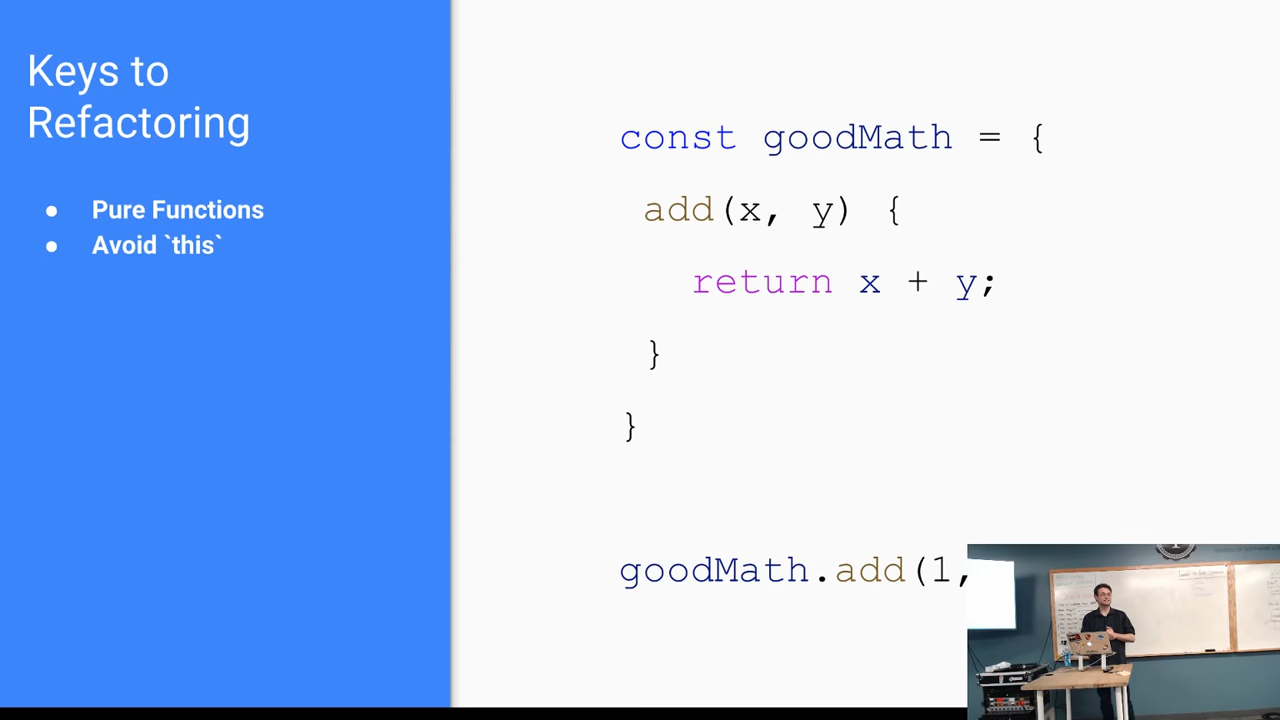 Keys to
Refactoring
● Pure Functions
● Avoid `this`
const goodMath = {
add(x, y) {
return x + y;
}
}
goodMath.add(1,